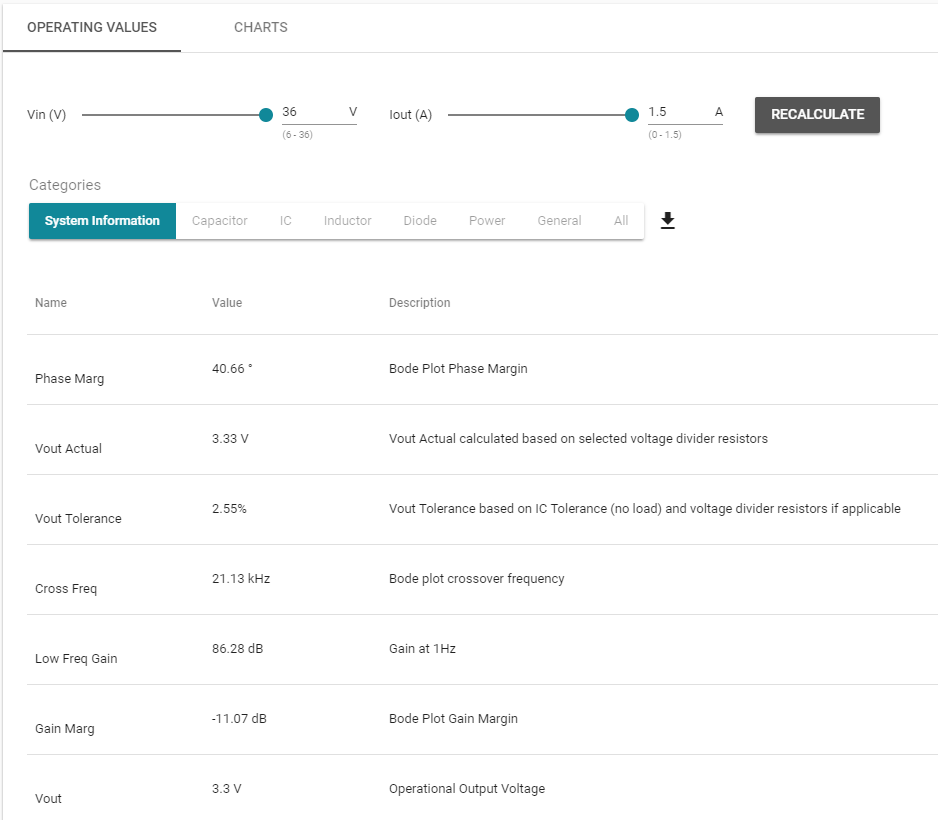 OPERATING VALUES CHARTS
Vin (V) 36 V Iout (A) 1.5 A RECALCULATE
(6 - 36) (0 - 1.5)
Categories
System Information Capacitor IC Inductor Diode Power General All
Name Value Description
Phase Marg 40.66 ° Bode Plot Phase Margin
Vout Actual 3.33 V Vout Actual calculated based on selected voltage divider resistors
Vout Tolerance 2.55% Vout Tolerance based on IC Tolerance (no load) and voltage divider resistors if applicable
Cross Freq 21.13 kHz Bode plot crossover frequency
Low Freq Gain 86.28 dB Gain at 1Hz
Gain Marg -11.07 dB Bode Plot Gain Margin
Vout 3.3 V Operational Output Voltage